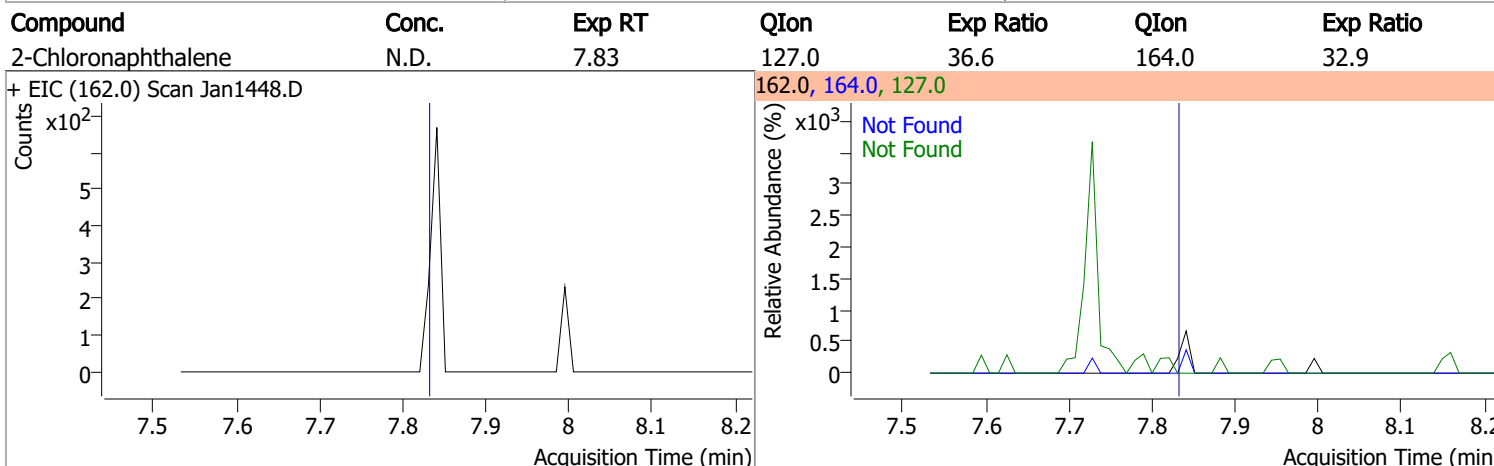 Compound Conc. Exp RT QIon Exp Ratio QIon Exp Ratio
2-Chloronaphthalene N.D. 7.83 127.0 36.6 164.0 32.9
+ EIC (162.0) Scan Jan1448.D
Counts
x102
5
4
3
2
1
0
7.5 7.6 7.7 7.8 7.9 8 8.1 8.2
Acquisition Time (min)
162.0, 164.0, 127.0
Relative Abundance (%)
x103
Not Found
Not Found
3
2.5
2
1.5
1
0.5
0
7.5 7.6 7.7 7.8 7.9 8 8.1 8.2
Acquisition Time (min)